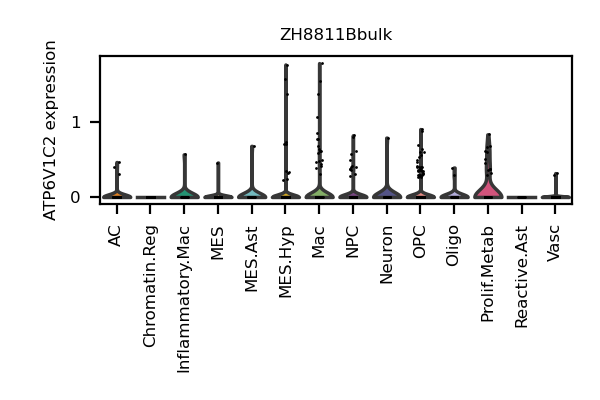 ZH8811Bbulk
ATP6V1C2 expression
1
0
AC
Chromatin.Reg
Inflammatory.Mac
MES
MES.Ast
MES.Hyp
Mac
NPC
Neuron
OPC
Oligo
Prolif.Metab
Reactive.Ast
Vasc